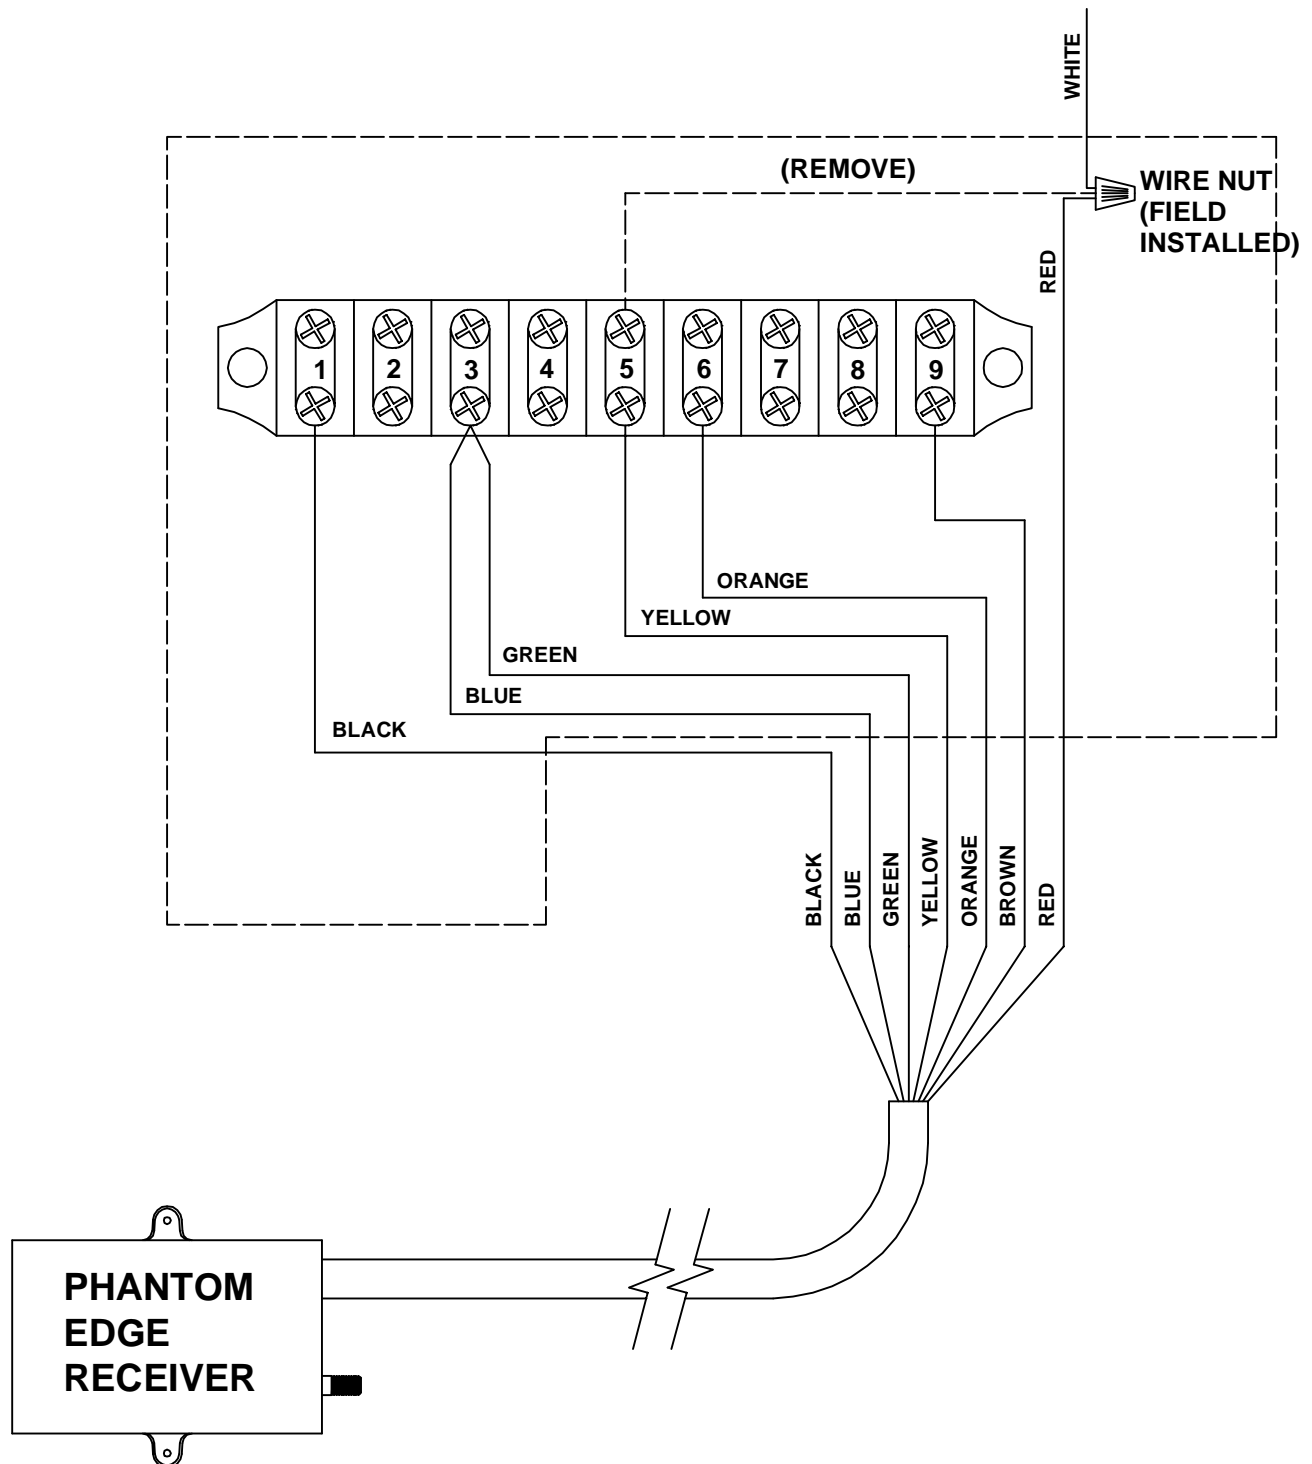 WHITE
(REMOVE)
WIRE NUT
(FIELD
INSTALLED)
RED
1 2 3 4 5 6 7 8 9
ORANGE
YELLOW
GREEN
BLUE
BLACK
BLACK
BLUE
GREEN
YELLOW
ORANGE
BROWN
RED
PHANTOM
EDGE
RECEIVER